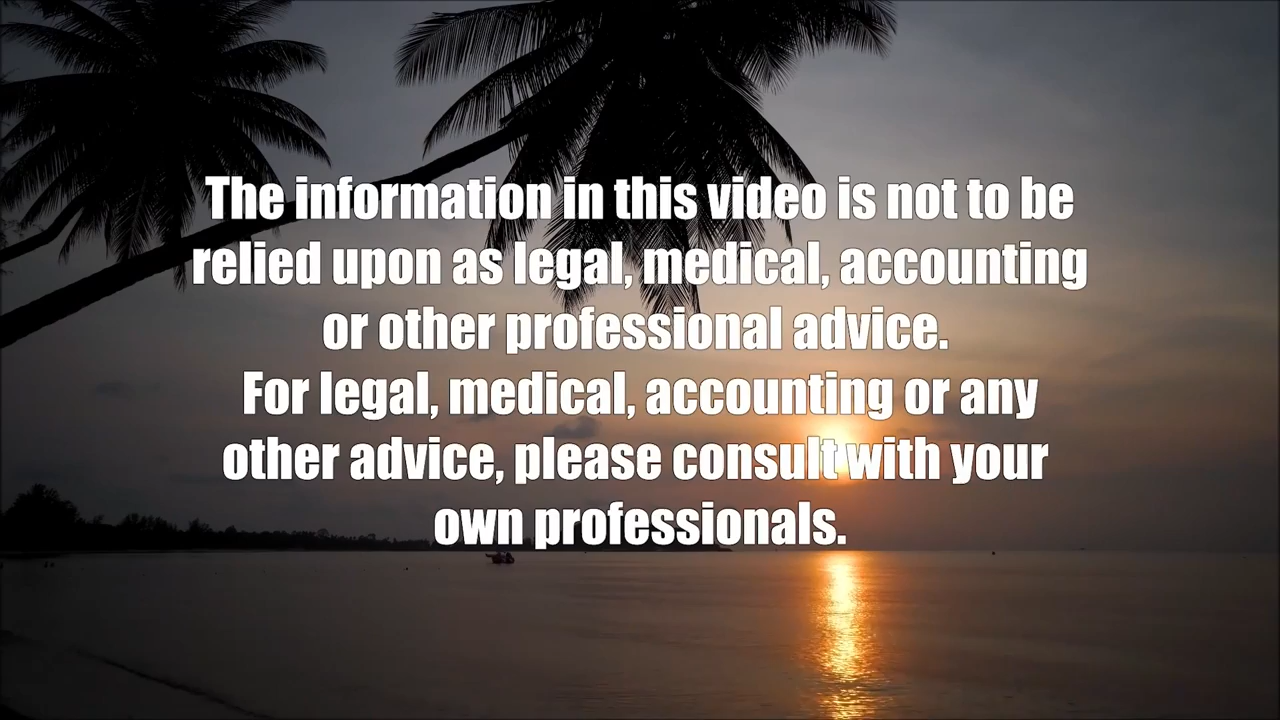 The information in this video is not to be
relied upon as legal, medical, accounting
or other professional advice.
For legal, medical, accounting or any
other advice, please consult with your
own professionals.